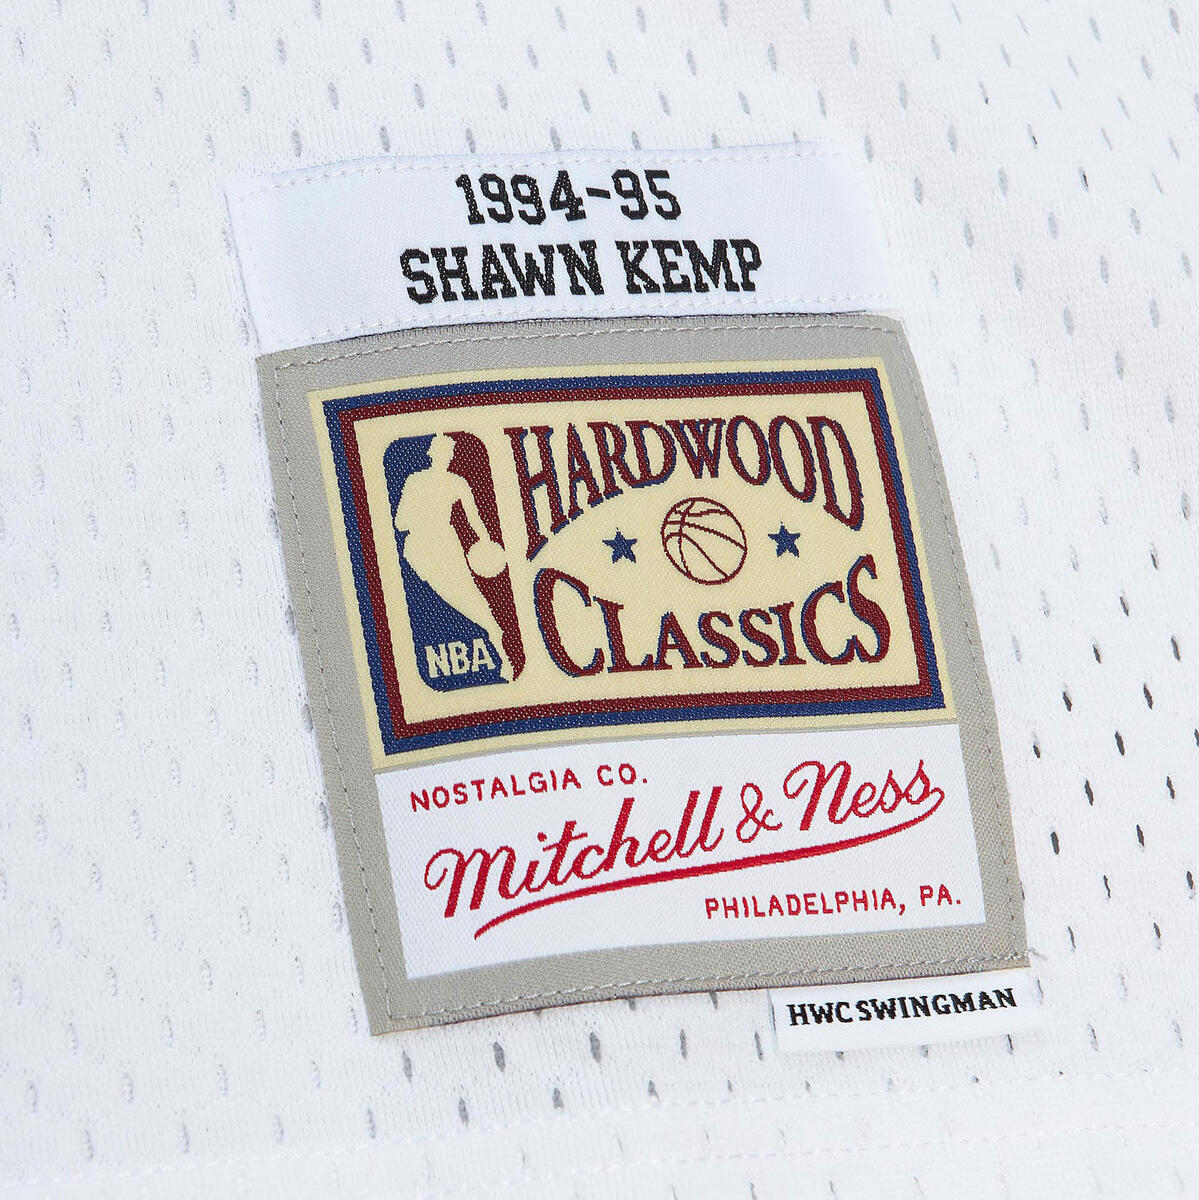 1994-95
SHAWN KEMP
HARDWOOD
CLASSICS
NBA
NOSTALGIA CO.
Mitchell & Ness
PHILADELPHIA, PA.
HWC SWINGMAN